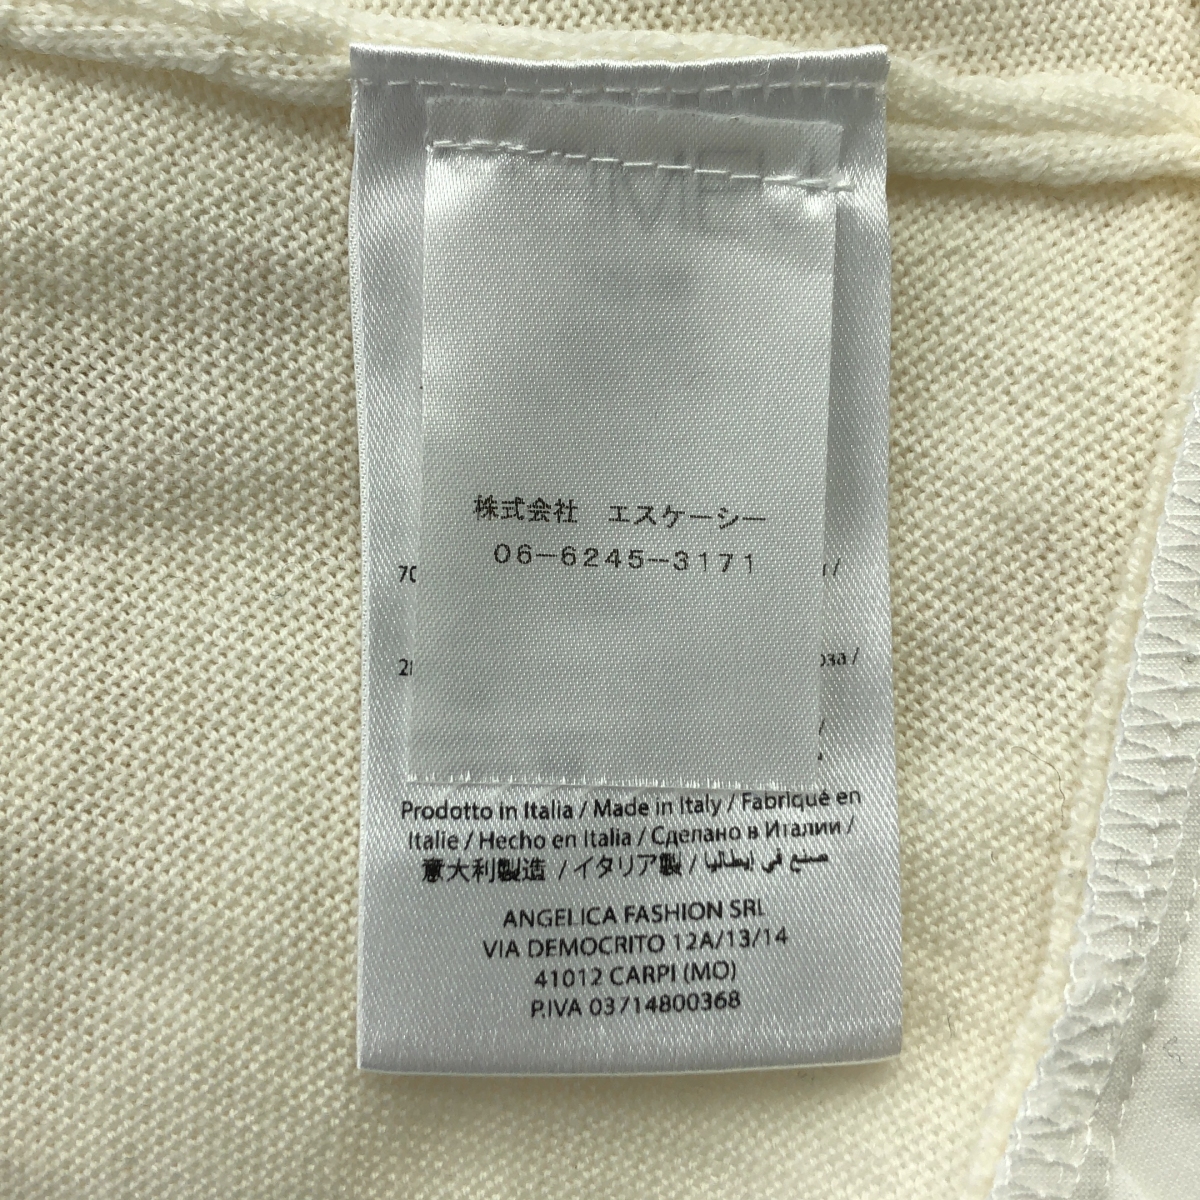 株式会社　エスケーシー
06-6245-3171
Prodotto in Italia / Made in Italy / Fabriqué en
Italie / Hecho en Italia / Сделано в Италии /
意大利製造 / イタリア製 / صنع في إيطاليا
ANGELICA FASHION SRL
VIA DEMOCRITO 12A/13/14
41012 CARPI (MO)
P.IVA 03714800368